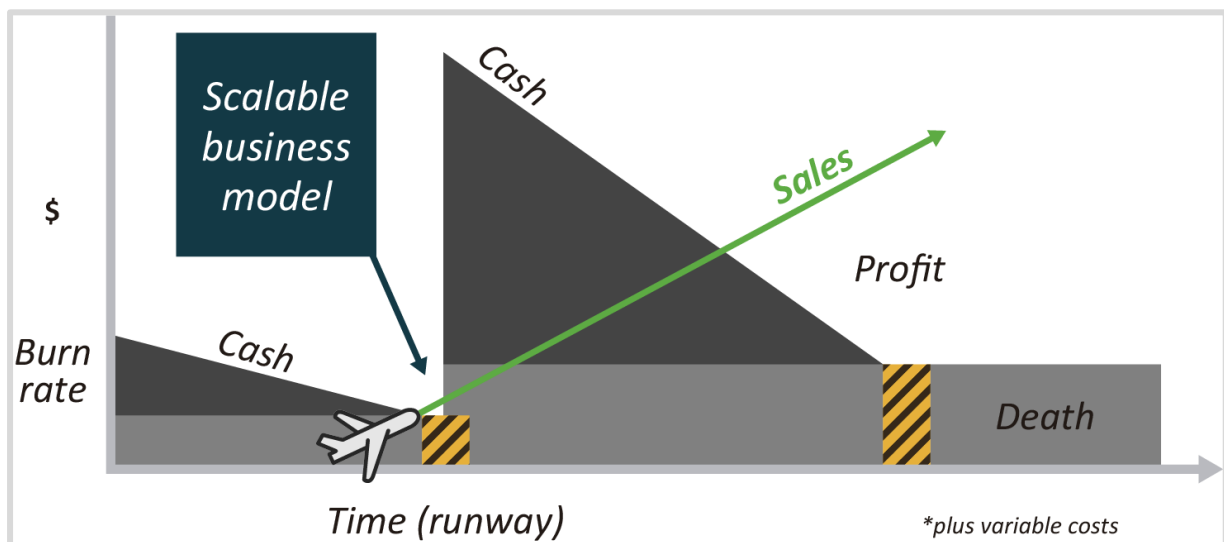 Scalable
business
model
Cash
Sales
$
Profit
Burn
rate
Cash
Death
Time (runway)
*plus variable costs